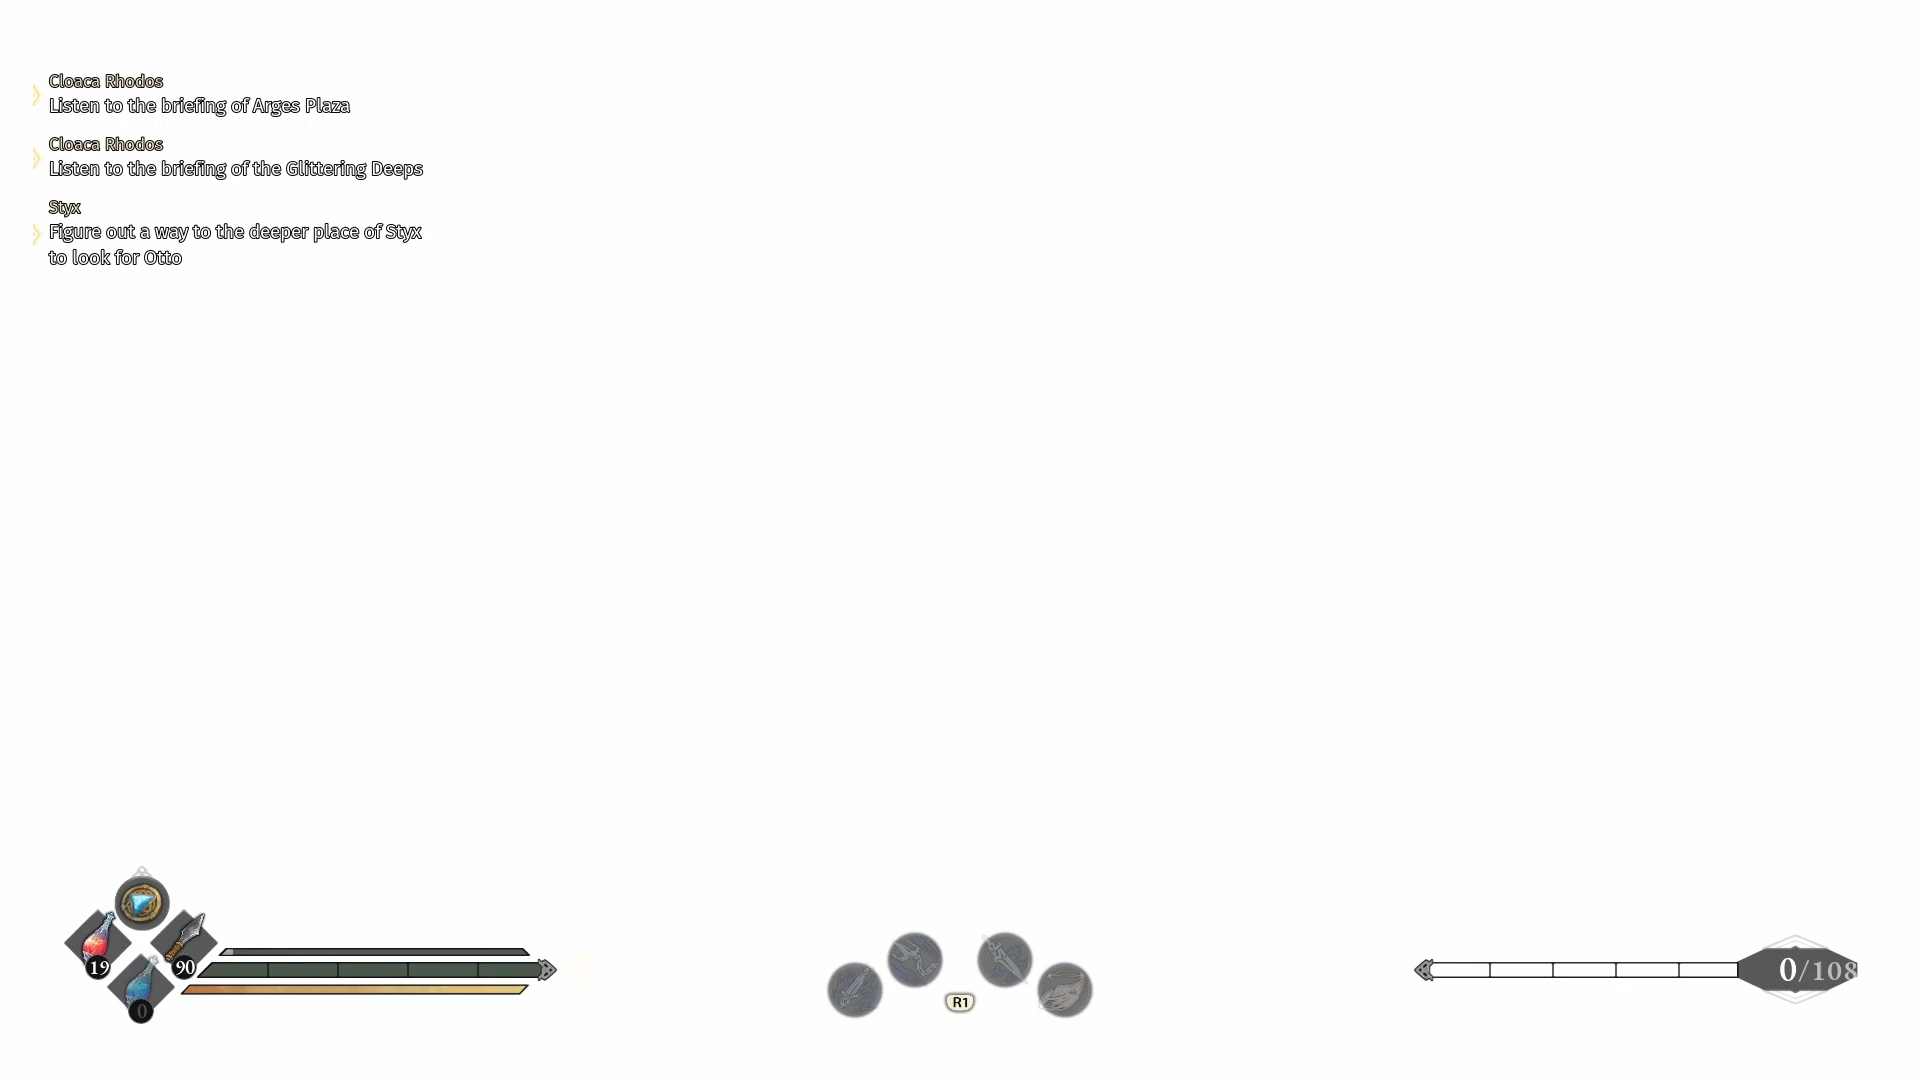 Cloaca Rhodos
Listen to the briefing of Arges Plaza
Cloaca Rhodos
Listen to the briefing of the Glittering Deeps
Styx
Figure out a way to the deeper place of Styx
to look for Otto
19
90
0
R1
0/108